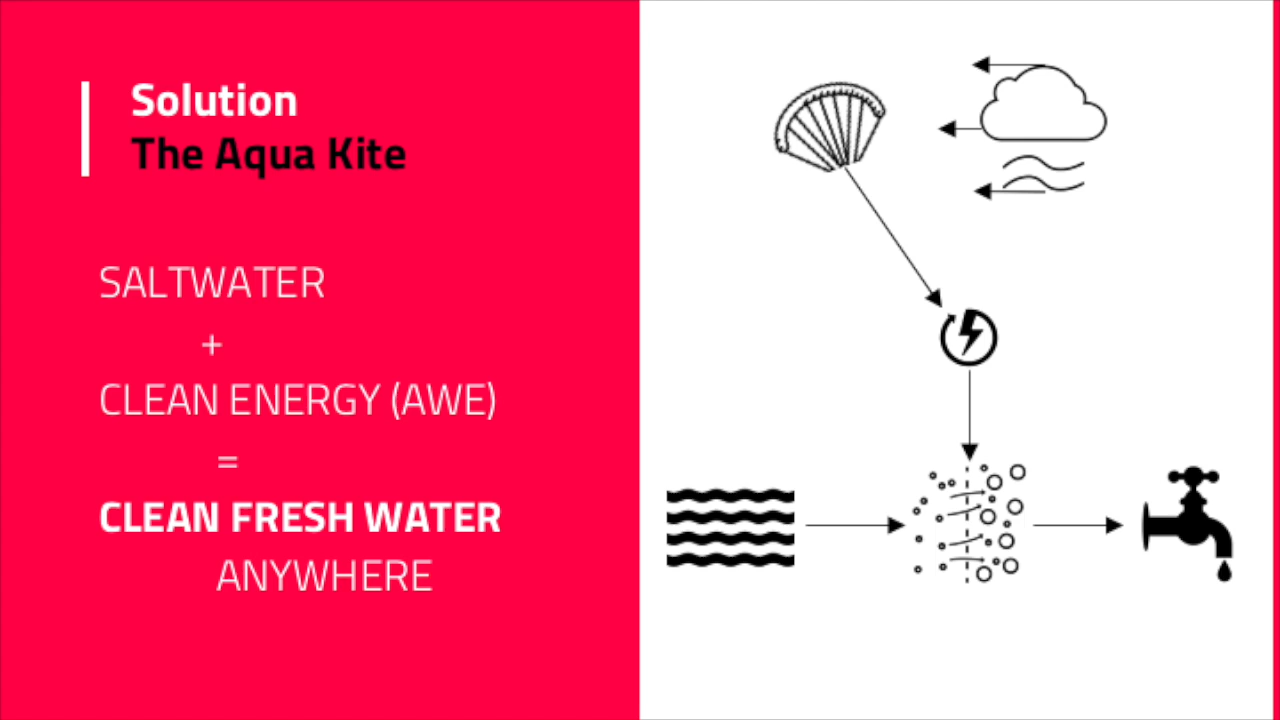 Solution
The Aqua Kite
SALTWATER
+
CLEAN ENERGY (AWE)
=
CLEAN FRESH WATER
ANYWHERE